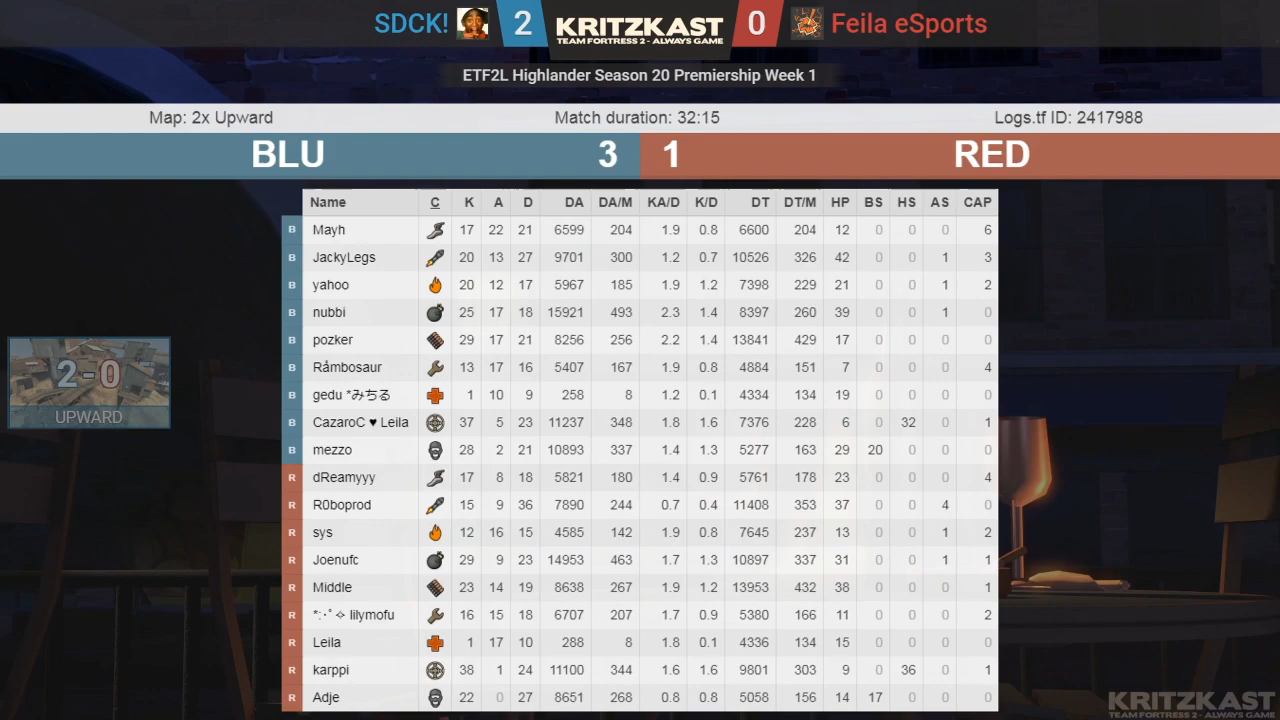 SDCK! 2 KRITZKAST 0 Feila eSports
TEAM FORTRESS 2 - ALWAYS GAME
ETF2L Highlander Season 20 Premiership Week 1
Map: 2x Upward Match duration: 32:15 Logs.tf ID: 2417988
BLU 3 1 RED
Name C K A D DA DA/M KA/D K/D DT DT/M HP BS HS AS CAP
B Mayh 17 22 21 6599 204 1.9 0.8 6600 204 12 0 0 0 6
B JackyLegs 20 13 27 9701 300 1.2 0.7 10526 326 42 0 0 1 3
B yahoo 20 12 17 5967 185 1.9 1.2 7398 229 21 0 0 1 2
B nubbi 25 17 18 15921 493 2.3 1.4 8397 260 39 0 0 1 0
B pozker 29 17 21 8256 256 2.2 1.4 13841 429 17 0 0 0 0
B Råmbosaur 13 17 16 5407 167 1.9 0.8 4884 151 7 0 0 0 4
B gedu *みちる 1 10 9 258 8 1.2 0.1 4334 134 19 0 0 0 0
B CazaroC ♥ Leila 37 5 23 11237 348 1.8 1.6 7376 228 6 0 32 0 1
B mezzo 28 2 21 10893 337 1.4 1.3 5277 163 29 20 0 0 0
R dReamyyy 17 8 18 5821 180 1.4 0.9 5761 178 23 0 0 0 4
R R0boprod 15 9 36 7890 244 0.7 0.4 11408 353 37 0 0 4 0
R sys 12 16 15 4585 142 1.9 0.8 7645 237 13 0 0 1 2
R Joenufc 29 9 23 14953 463 1.7 1.3 10897 337 31 0 0 1 1
R Middle 23 14 19 8638 267 1.9 1.2 13953 432 38 0 0 0 1
R *:･ﾟ✧ lilymofu 16 15 18 6707 207 1.7 0.9 5380 166 11 0 0 0 2
R Leila 1 17 10 288 8 1.8 0.1 4336 134 15 0 0 0 0
R karppi 38 1 24 11100 344 1.6 1.6 9801 303 9 0 36 0 1
R Adje 22 0 27 8651 268 0.8 0.8 5058 156 14 17 0 0 0
2 - 0
UPWARD
KRITZKAST
TEAM FORTRESS 2 - ALWAYS GAME